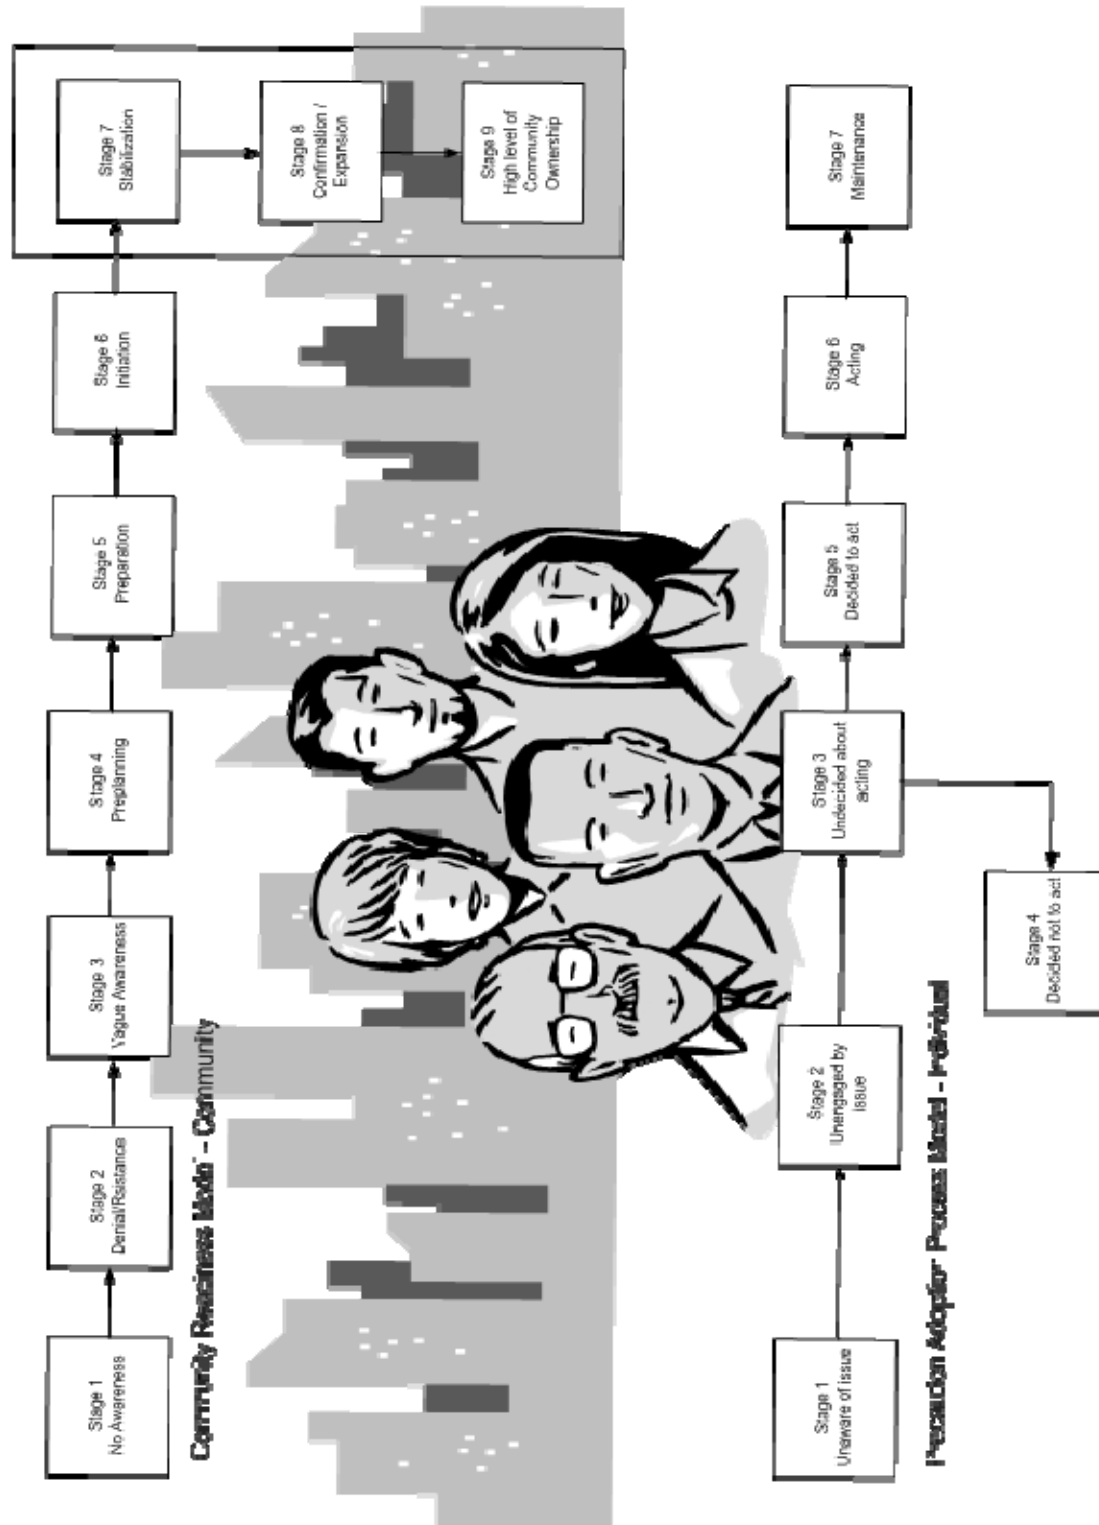 Stage 1
No Awareness
Stage 2
Denial/Rsistance
Stage 3
Vague Awareness
Stage 4
Preplanning
Stage 5
Preparation
Stage 6
Initiation
Stage 7
Stabilization
Stage 8
Confirmation /
Expansion
Stage 9
High level of
Community
Ownership
Community Readiness Model - Community
Stage 1
Unaware of issue
Stage 2
Unengaged by
issue
Stage 3
Undecided about
acting
Stage 4
Decided not to act
Stage 5
Decided to act
Stage 6
Acting
Stage 7
Maintenance
Precaution Adoption Process Model - Individual